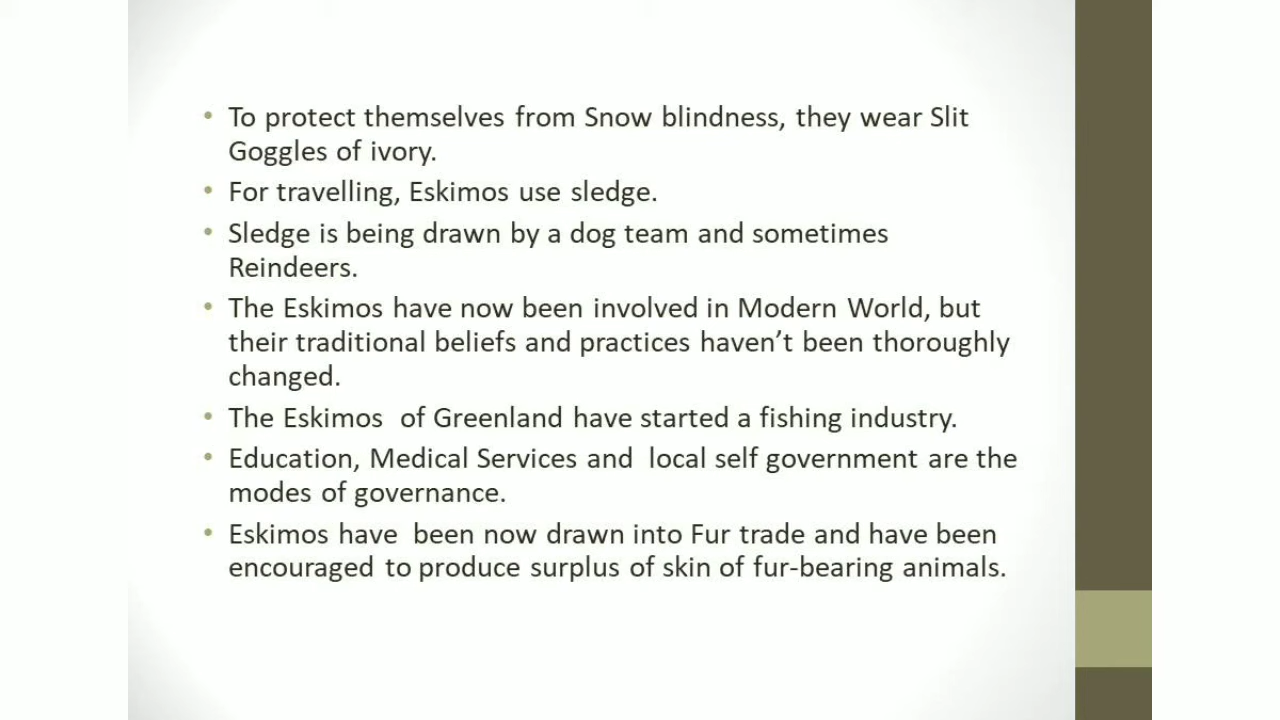 • To protect themselves from Snow blindness, they wear Slit
Goggles of ivory.
• For travelling, Eskimos use sledge.
• Sledge is being drawn by a dog team and sometimes
Reindeers.
• The Eskimos have now been involved in Modern World, but
their traditional beliefs and practices haven’t been thoroughly
changed.
• The Eskimos  of Greenland have started a fishing industry.
• Education, Medical Services and  local self government are the
modes of governance.
• Eskimos have  been now drawn into Fur trade and have been
encouraged to produce surplus of skin of fur-bearing animals.